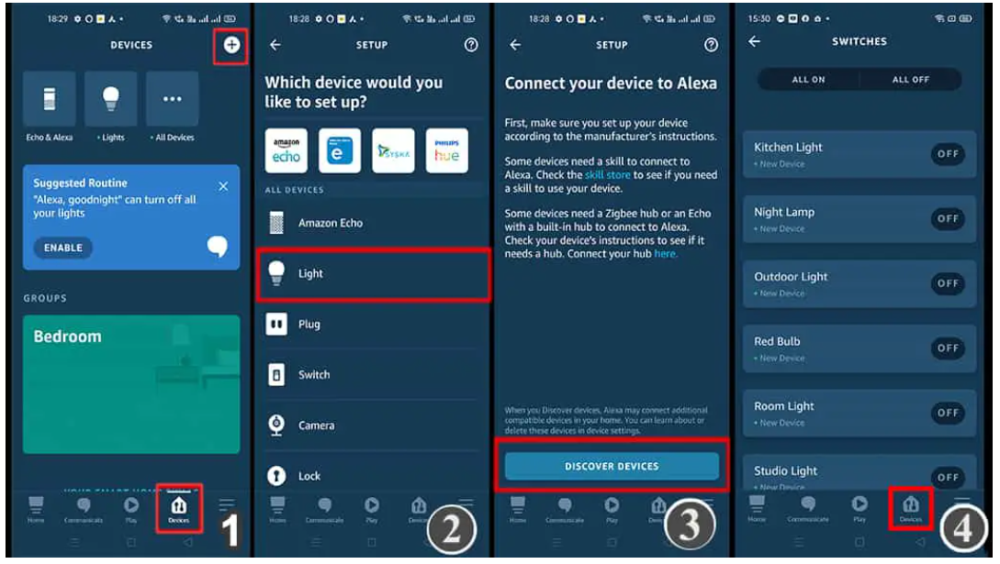 18:29
DEVICES
Echo & Alexa
• Lights
• All Devices
Suggested Routine
"Alexa, goodnight" can turn off all
your lights
ENABLE
GROUPS
Bedroom
Home
Communicate
Play
Devices
1
18:28
SETUP
Which device would you
like to set up?
amazon
echo
e
SYSKA
PHILIPS
hue
ALL DEVICES
Amazon Echo
Light
Plug
Switch
Camera
Lock
Home
Communicate
Play
2
18:28
SETUP
Connect your device to Alexa
First, make sure you set up your device
according to the manufacturer's instructions.
Some devices need a skill to connect to
Alexa. Check the skill store to see if you need
a skill to use your device.
Some devices need a Zigbee hub or an Echo
with a built-in hub to connect to Alexa.
Check your device's instructions to see if it
needs a hub. Connect your hub here.
When you Discover devices, Alexa may connect additional
compatible devices in your home. You can learn about or
delete these devices in device settings.
DISCOVER DEVICES
Home
Communicate
Play
3
15:50
SWITCHES
ALL ON
ALL OFF
Kitchen Light
• New Device
OFF
Night Lamp
• New Device
OFF
Outdoor Light
• New Device
OFF
Red Bulb
• New Device
OFF
Room Light
• New Device
OFF
Studio Light
• New Device
OFF
Home
Communicate
Play
Devices
4